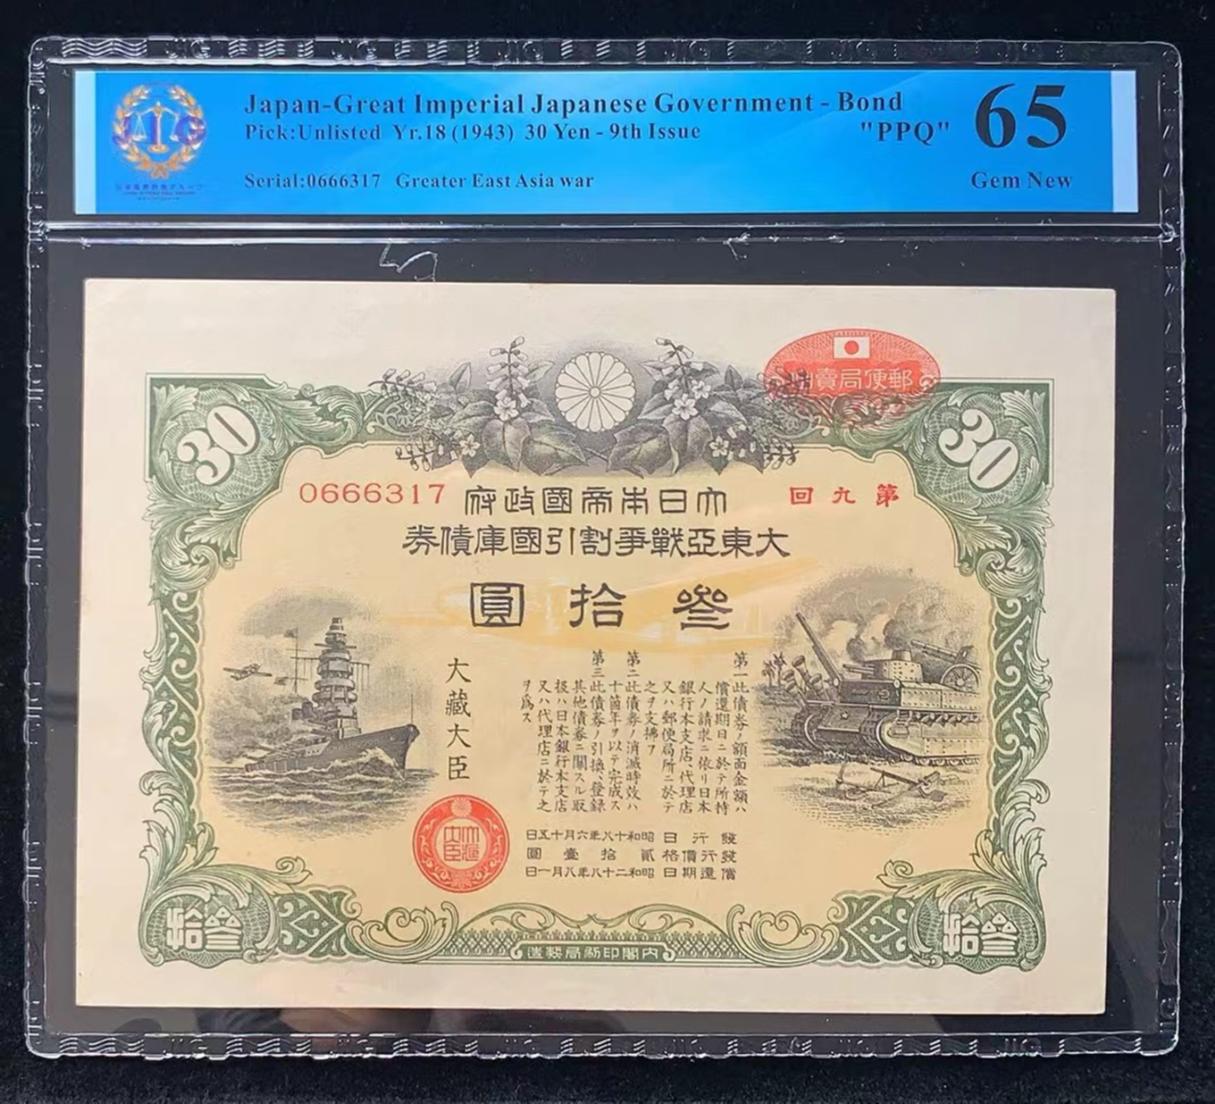 Japan-Great Imperial Japanese Government - Bond
Pick:Unlisted Yr.18 (1943) 30 Yen - 9th Issue
"PPQ"
65
Serial:0666317 Greater East Asia war
Gem New
郵便局賣
30
30
0666317
第九回
大日本帝國政府
大東亞戰爭割引國庫債券
參拾圓
第一此債券ノ額面金額ハ
償還期日ニ於テ所持
人ノ請求ニ依リ日本
銀行本支店、代理店
又ハ郵便局所ニ於テ
之ヲ支拂フ
第二此債券ノ消滅時效ハ
十箇年ヲ以テ完成ス
第三此債券ノ引換、登錄
其他債券ニ關スル取
扱ハ日本銀行本支店
又ハ代理店ニ於テ之
ヲ爲ス
大藏大臣
大藏大臣
發行日 昭和十八年六月十五日
發行價格 貳拾壹圓
償還期日 昭和二十八年八月一日
參拾
參拾
內閣印刷局製造